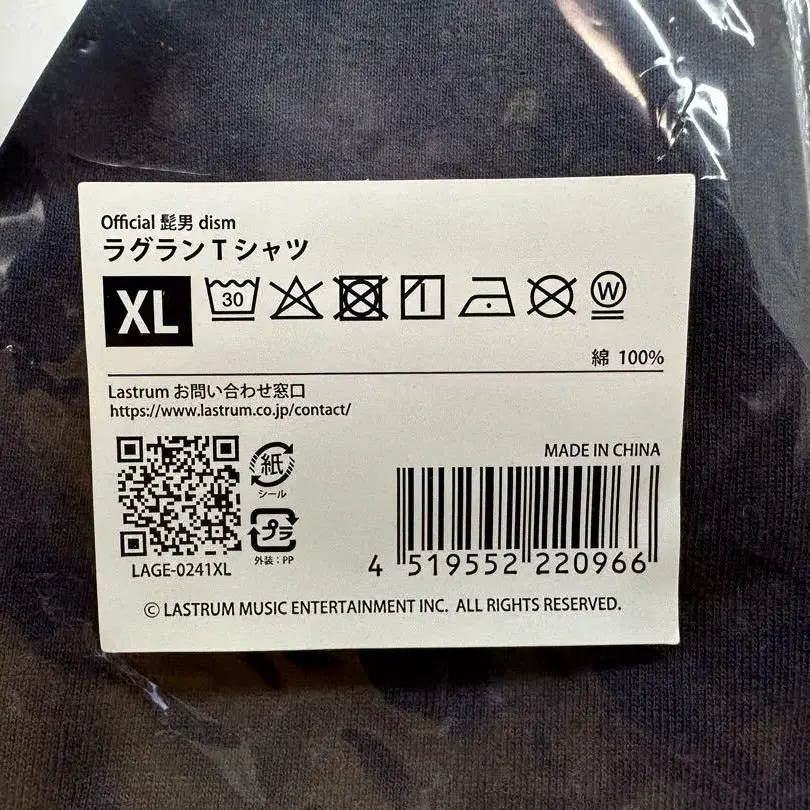 Official 髭男 dism
ラグラン T シャツ
XL
30
W
綿 100%
Lastrum お問い合わせ窓口
https://www.lastrum.co.jp/contact/
MADE IN CHINA
紙
シール
プラ
外装：PP
LAGE-0241XL
4 519552 220966
© LASTRUM MUSIC ENTERTAINMENT INC. ALL RIGHTS RESERVED.